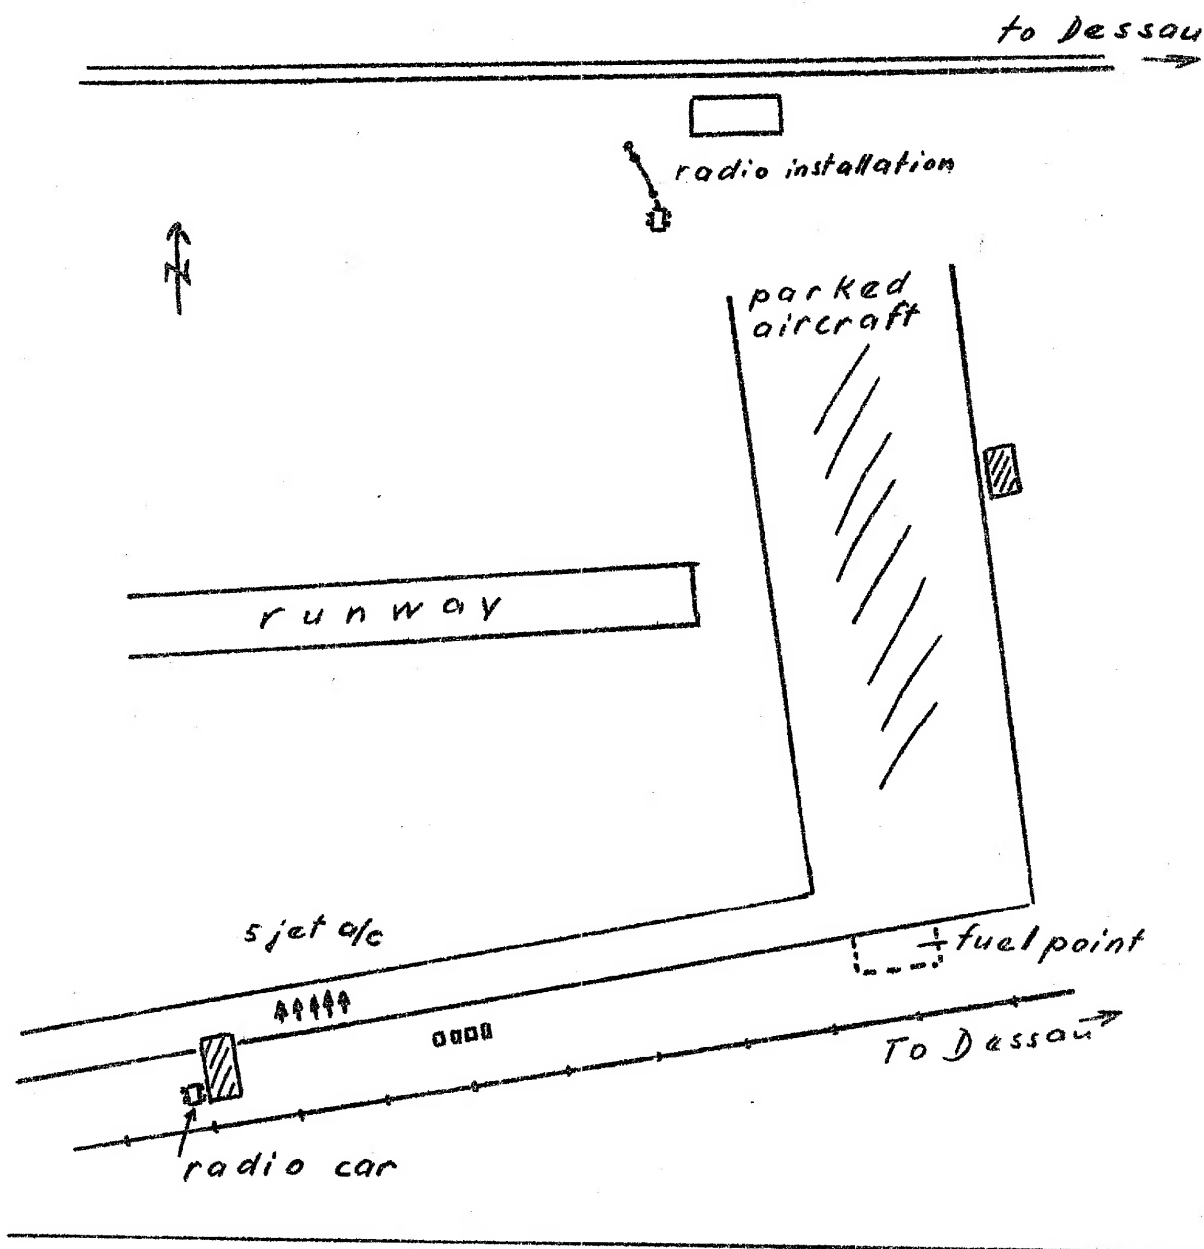 to Dessau
radio installation
N
parked
aircraft
runway
5 jet a/c
fuel point
To Dessau
radio car